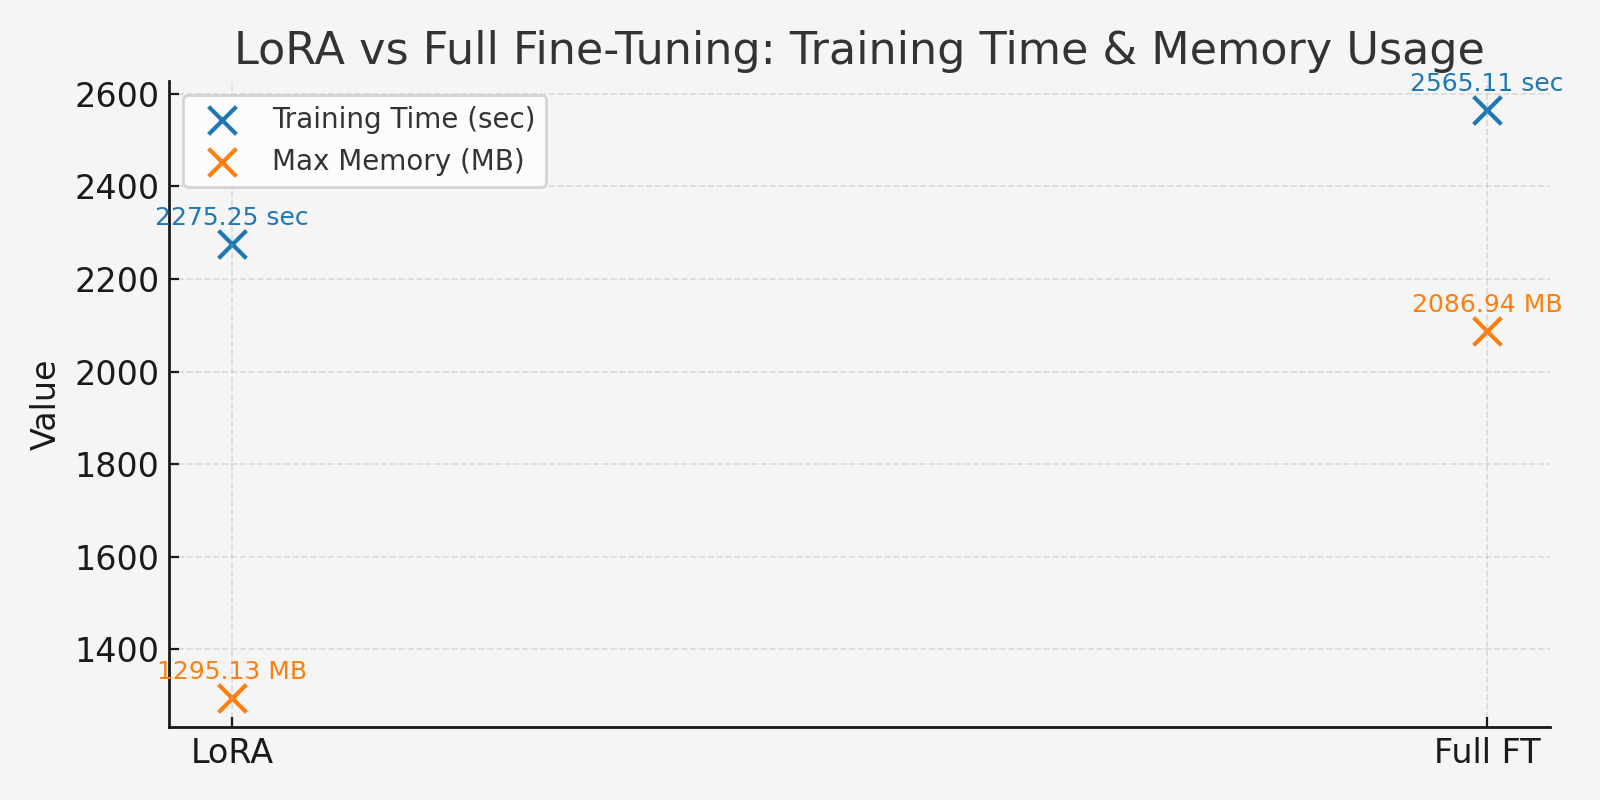 LoRA vs Full Fine-Tuning: Training Time & Memory Usage
2565.11 sec
2600
Training Time (sec)
Max Memory (MB)
2400
2275.25 sec
2200
2086.94 MB
2000
Value
1800
1600
1400
1295.13 MB
LoRA
Full FT